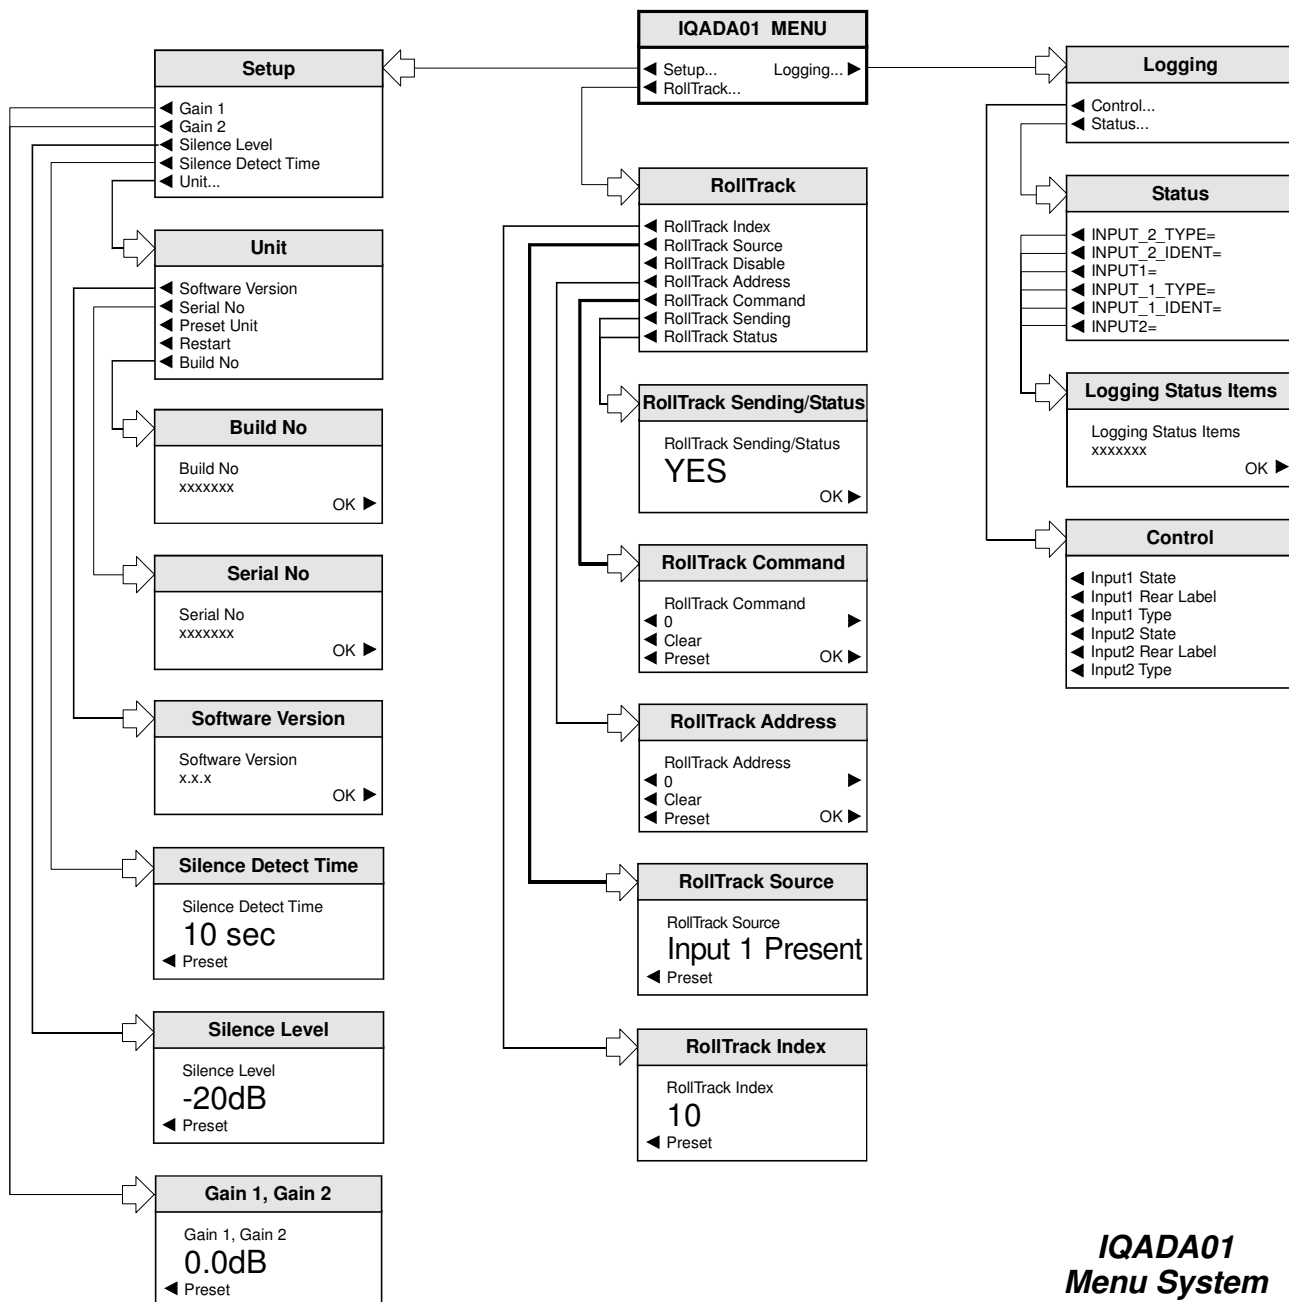 IQADA01 MENU
Setup... Logging...
RollTrack...
Setup
Gain 1
Gain 2
Silence Level
Silence Detect Time
Unit...
Unit
Software Version
Serial No
Preset Unit
Restart
Build No
Build No
Build No
xxxxxxx
OK
Serial No
Serial No
xxxxxxx
OK
Software Version
Software Version
x.x.x
OK
Silence Detect Time
Silence Detect Time
10 sec
Preset
Silence Level
Silence Level
-20dB
Preset
Gain 1, Gain 2
Gain 1, Gain 2
0.0dB
Preset
RollTrack
RollTrack Index
RollTrack Source
RollTrack Disable
RollTrack Address
RollTrack Command
RollTrack Sending
RollTrack Status
RollTrack Sending/Status
RollTrack Sending/Status
YES
OK
RollTrack Command
RollTrack Command
0
Clear
Preset OK
RollTrack Address
RollTrack Address
0
Clear
Preset OK
RollTrack Source
RollTrack Source
Input 1 Present
Preset
RollTrack Index
RollTrack Index
10
Preset
Logging
Control...
Status...
Status
INPUT_2_TYPE=
INPUT_2_IDENT=
INPUT1=
INPUT_1_TYPE=
INPUT_1_IDENT=
INPUT2=
Logging Status Items
Logging Status Items
xxxxxxx
OK
Control
Input1 State
Input1 Rear Label
Input1 Type
Input2 State
Input2 Rear Label
Input2 Type
IQADA01
Menu System